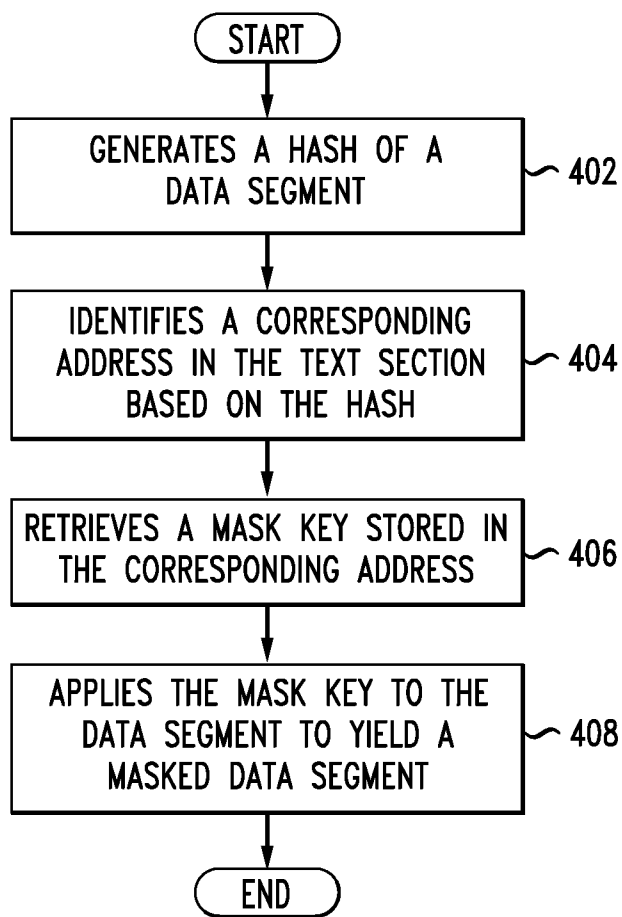 START
GENERATES A HASH OF A
DATA SEGMENT
402
IDENTIFIES A CORRESPONDING
ADDRESS IN THE TEXT SECTION
BASED ON THE HASH
404
RETRIEVES A MASK KEY STORED IN
THE CORRESPONDING ADDRESS
406
APPLIES THE MASK KEY TO THE
DATA SEGMENT TO YIELD A
MASKED DATA SEGMENT
408
END